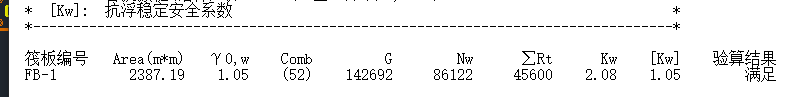 * [Kw]: 抗浮稳定安全系数 *
*-----------------------------------------------------------------------------*
筏板编号 Area(m*m) γ0,w Comb G Nw ∑Rt Kw [Kw] 验算结果
FB-1 2387.19 1.05 (52) 142692 86122 45600 2.08 1.05 满足